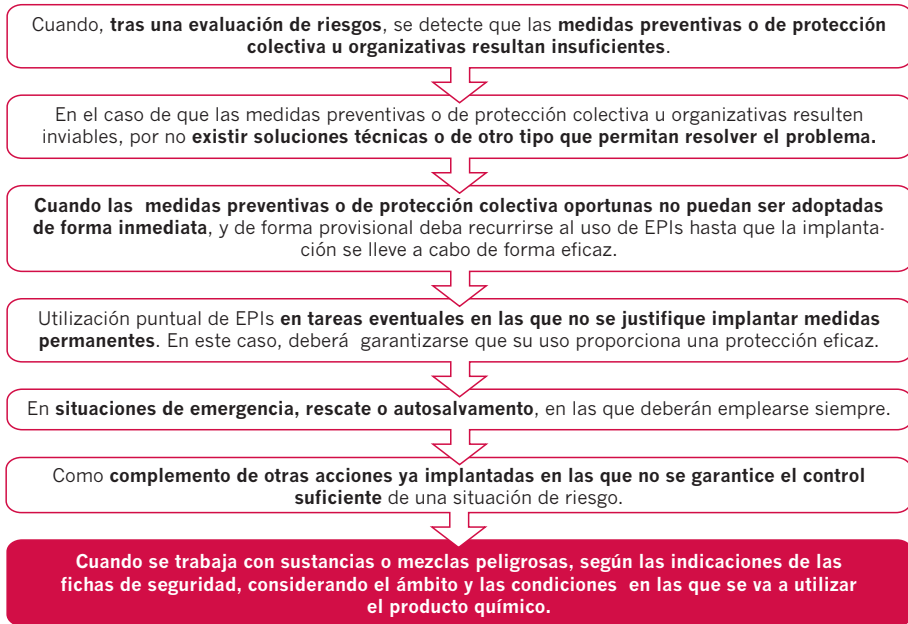 Cuando, tras una evaluación de riesgos, se detecte que las medidas preventivas o de protección
colectiva u organizativas resultan insuficientes.
En el caso de que las medidas preventivas o de protección colectiva u organizativas resulten
inviables, por no existir soluciones técnicas o de otro tipo que permitan resolver el problema.
Cuando las medidas preventivas o de protección colectiva oportunas no puedan ser adoptadas
de forma inmediata, y de forma provisional deba recurrirse al uso de EPIs hasta que la implanta-
ción se lleve a cabo de forma eficaz.
Utilización puntual de EPIs en tareas eventuales en las que no se justifique implantar medidas
permanentes. En este caso, deberá garantizarse que su uso proporciona una protección eficaz.
En situaciones de emergencia, rescate o autosalvamento, en las que deberán emplearse siempre.
Como complemento de otras acciones ya implantadas en las que no se garantice el control
suficiente de una situación de riesgo.
Cuando se trabaja con sustancias o mezclas peligrosas, según las indicaciones de las
fichas de seguridad, considerando el ámbito y las condiciones en las que se va a utilizar
el producto químico.